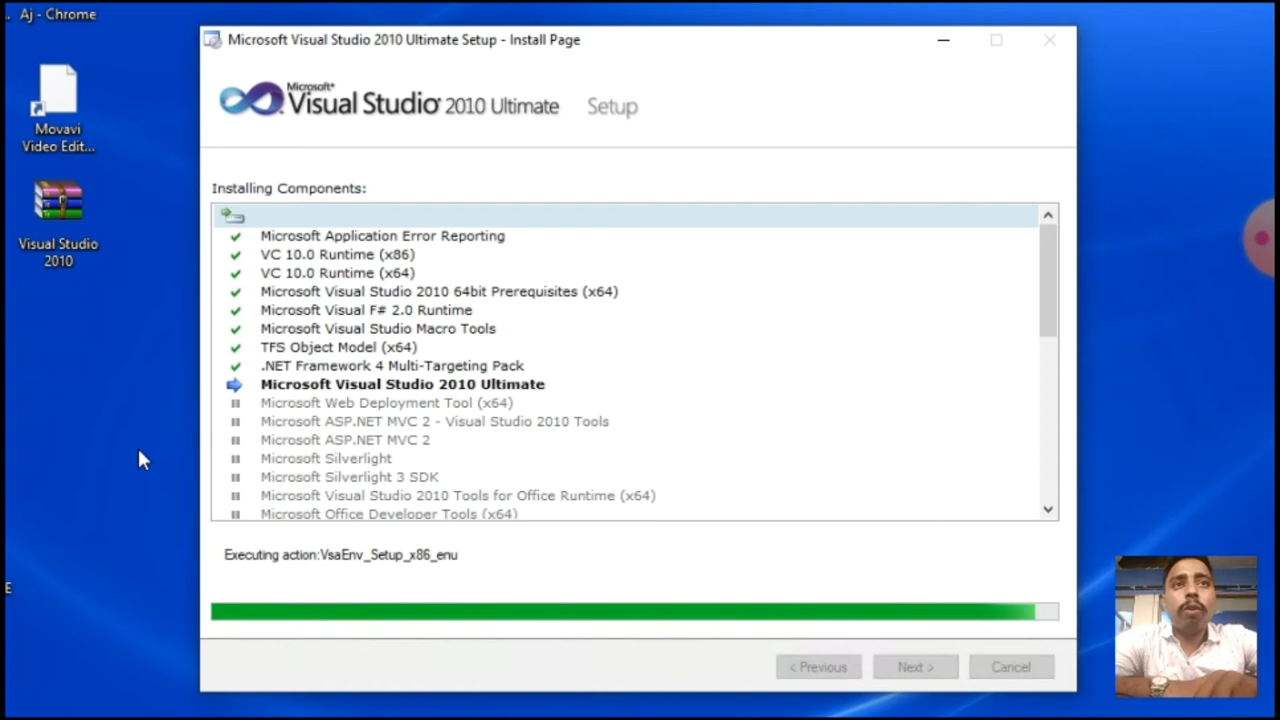 Aj - Chrome
Movavi
Video Edit...
Visual Studio
2010
E
Microsoft Visual Studio 2010 Ultimate Setup - Install Page
Microsoft®
Visual Studio 2010 Ultimate Setup
Installing Components:
Microsoft Application Error Reporting
VC 10.0 Runtime (x86)
VC 10.0 Runtime (x64)
Microsoft Visual Studio 2010 64bit Prerequisites (x64)
Microsoft Visual F# 2.0 Runtime
Microsoft Visual Studio Macro Tools
TFS Object Model (x64)
.NET Framework 4 Multi-Targeting Pack
Microsoft Visual Studio 2010 Ultimate
Microsoft Web Deployment Tool (x64)
Microsoft ASP.NET MVC 2 - Visual Studio 2010 Tools
Microsoft ASP.NET MVC 2
Microsoft Silverlight
Microsoft Silverlight 3 SDK
Microsoft Visual Studio 2010 Tools for Office Runtime (x64)
Microsoft Office Developer Tools (x64)
Executing action:VsaEnv_Setup_x86_enu
< Previous
Next >
Cancel